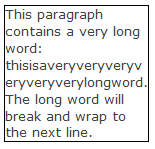 This paragraph
contains a very long
word:
thisisaveryveryveryv
eryveryverylongword.
The long word will
break and wrap to
the next line.